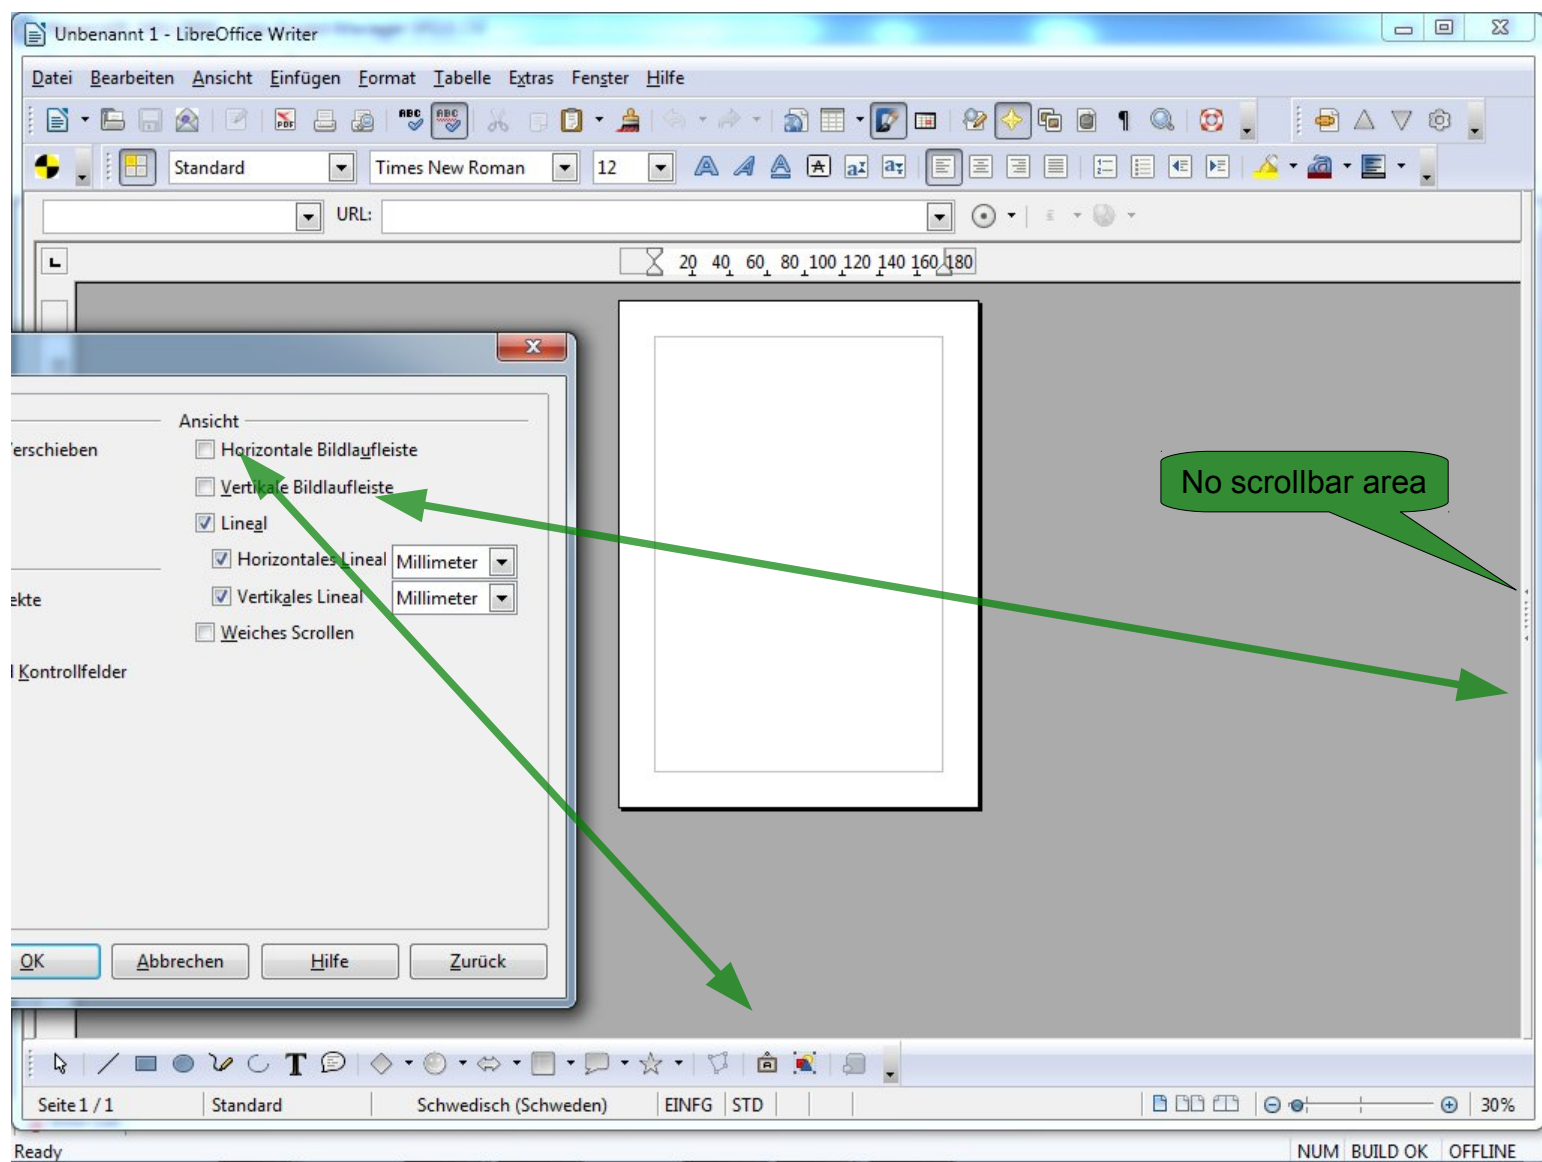 Unbenannt 1 - LibreOffice Writer
Datei Bearbeiten Ansicht Einfügen Format Tabelle Extras Fenster Hilfe
Standard Times New Roman 12
URL:
20 40 60 80 100 120 140 160 180
Ansicht
erschieben Horizontale Bildlaufleiste
Vertikale Bildlaufleiste
No scrollbar area
Lineal
Horizontales Lineal Millimeter
ekte Vertikales Lineal Millimeter
Weiches Scrollen
Kontrollfelder
OK Abbrechen Hilfe Zurück
Seite 1 / 1 Standard Schwedisch (Schweden) EINFG STD 30%
Ready NUM BUILD OK OFFLINE